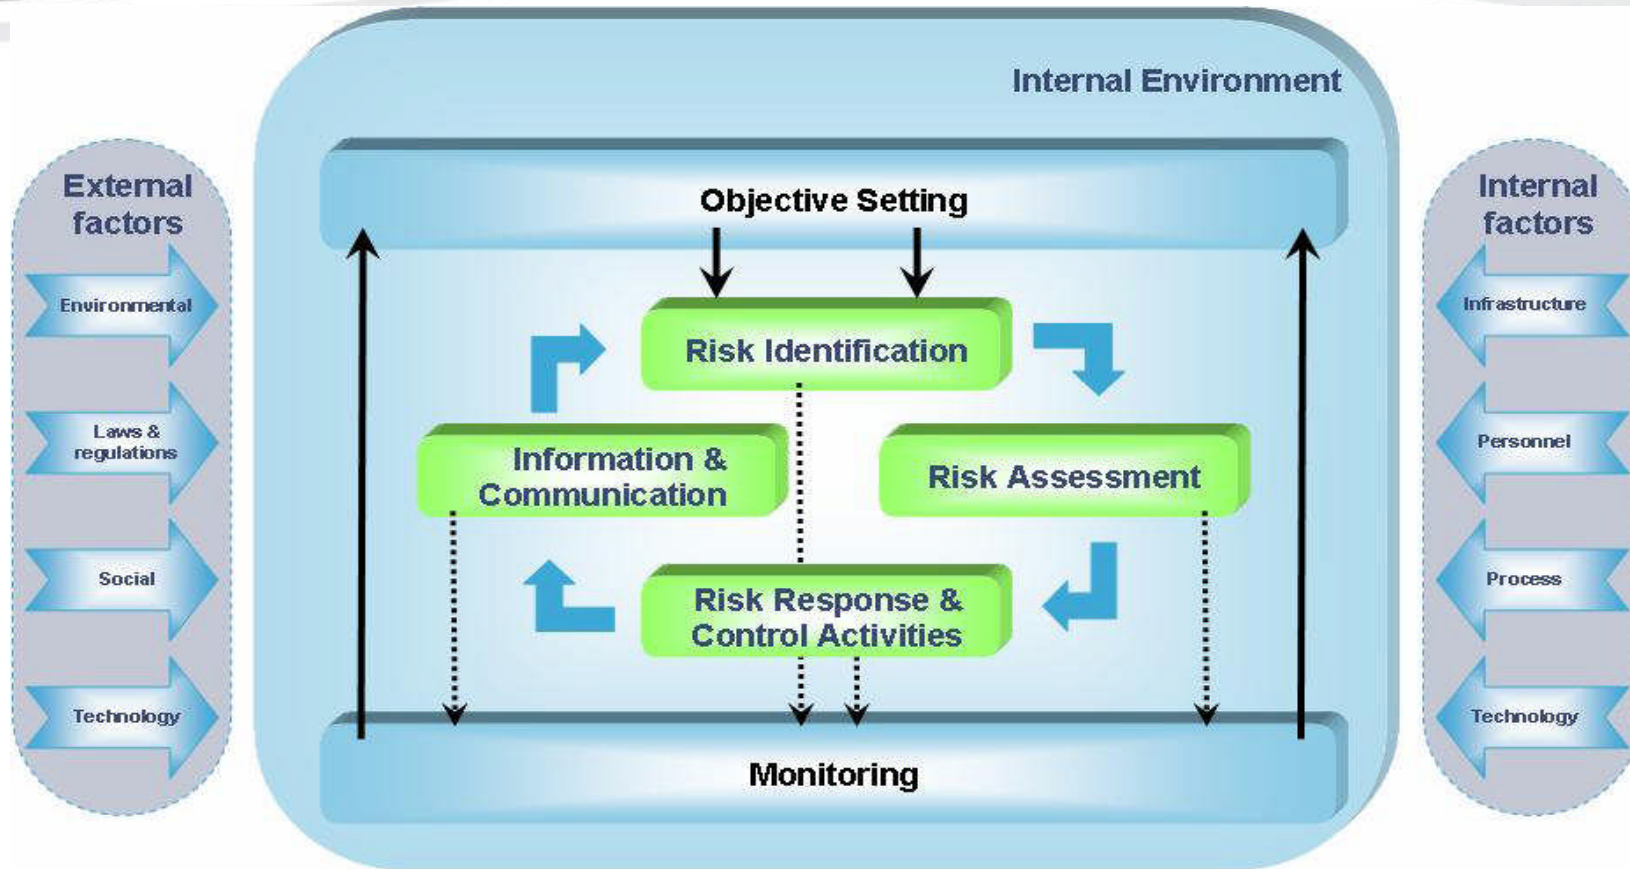 Internal Environment
External
factors
Environmental
Laws &
regulations
Social
Technology
Objective Setting
Risk Identification
Information &
Communication
Risk Assessment
Risk Response &
Control Activities
Monitoring
Internal
factors
Infrastructure
Personnel
Process
Technology